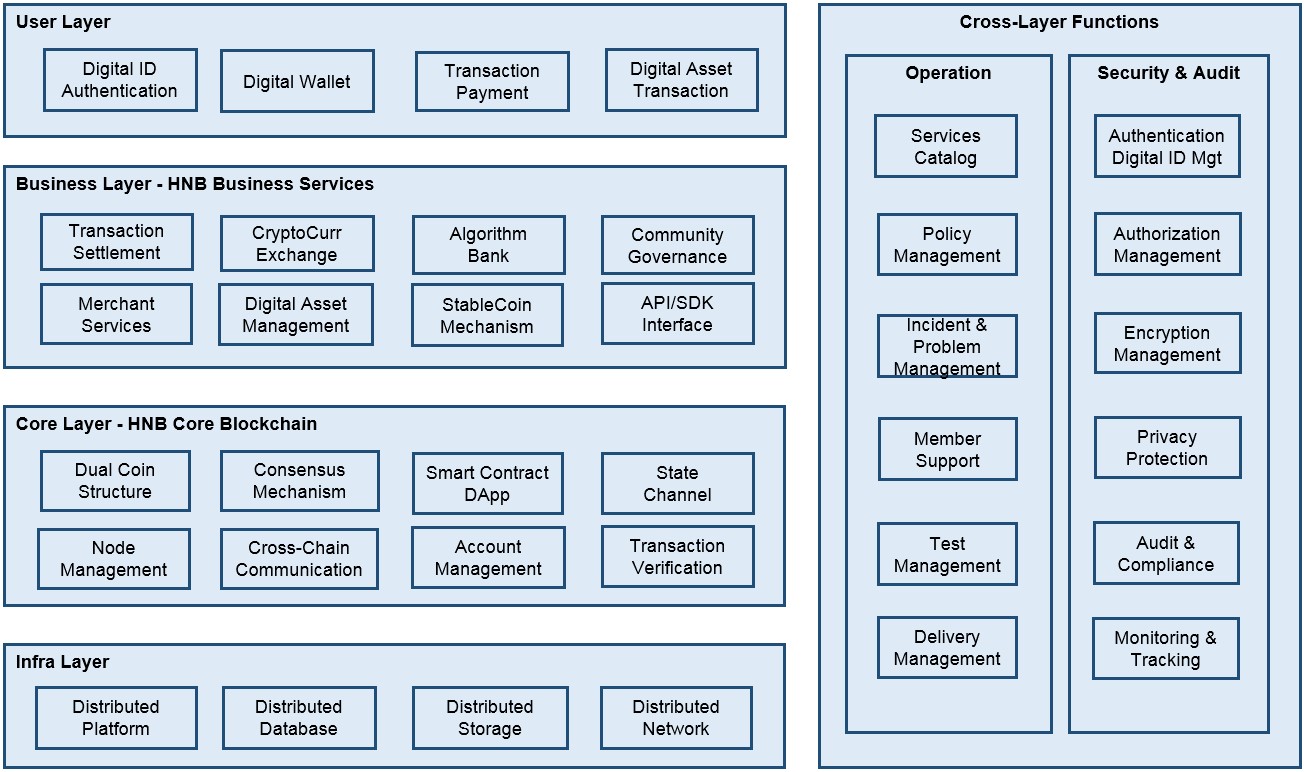 User Layer
Digital ID
Authentication
Digital Wallet
Transaction
Payment
Digital Asset
Transaction
Business Layer - HNB Business Services
Transaction
Settlement
CryptoCurr
Exchange
Algorithm
Bank
Community
Governance
Merchant
Services
Digital Asset
Management
StableCoin
Mechanism
API/SDK
Interface
Core Layer - HNB Core Blockchain
Dual Coin
Structure
Consensus
Mechanism
Smart Contract
DApp
State
Channel
Node
Management
Cross-Chain
Communication
Account
Management
Transaction
Verification
Infra Layer
Distributed
Platform
Distributed
Database
Distributed
Storage
Distributed
Network
Cross-Layer Functions
Operation
Services
Catalog
Policy
Management
Incident &
Problem
Management
Member
Support
Test
Management
Delivery
Management
Security & Audit
Authentication
Digital ID Mgt
Authorization
Management
Encryption
Management
Privacy
Protection
Audit &
Compliance
Monitoring &
Tracking